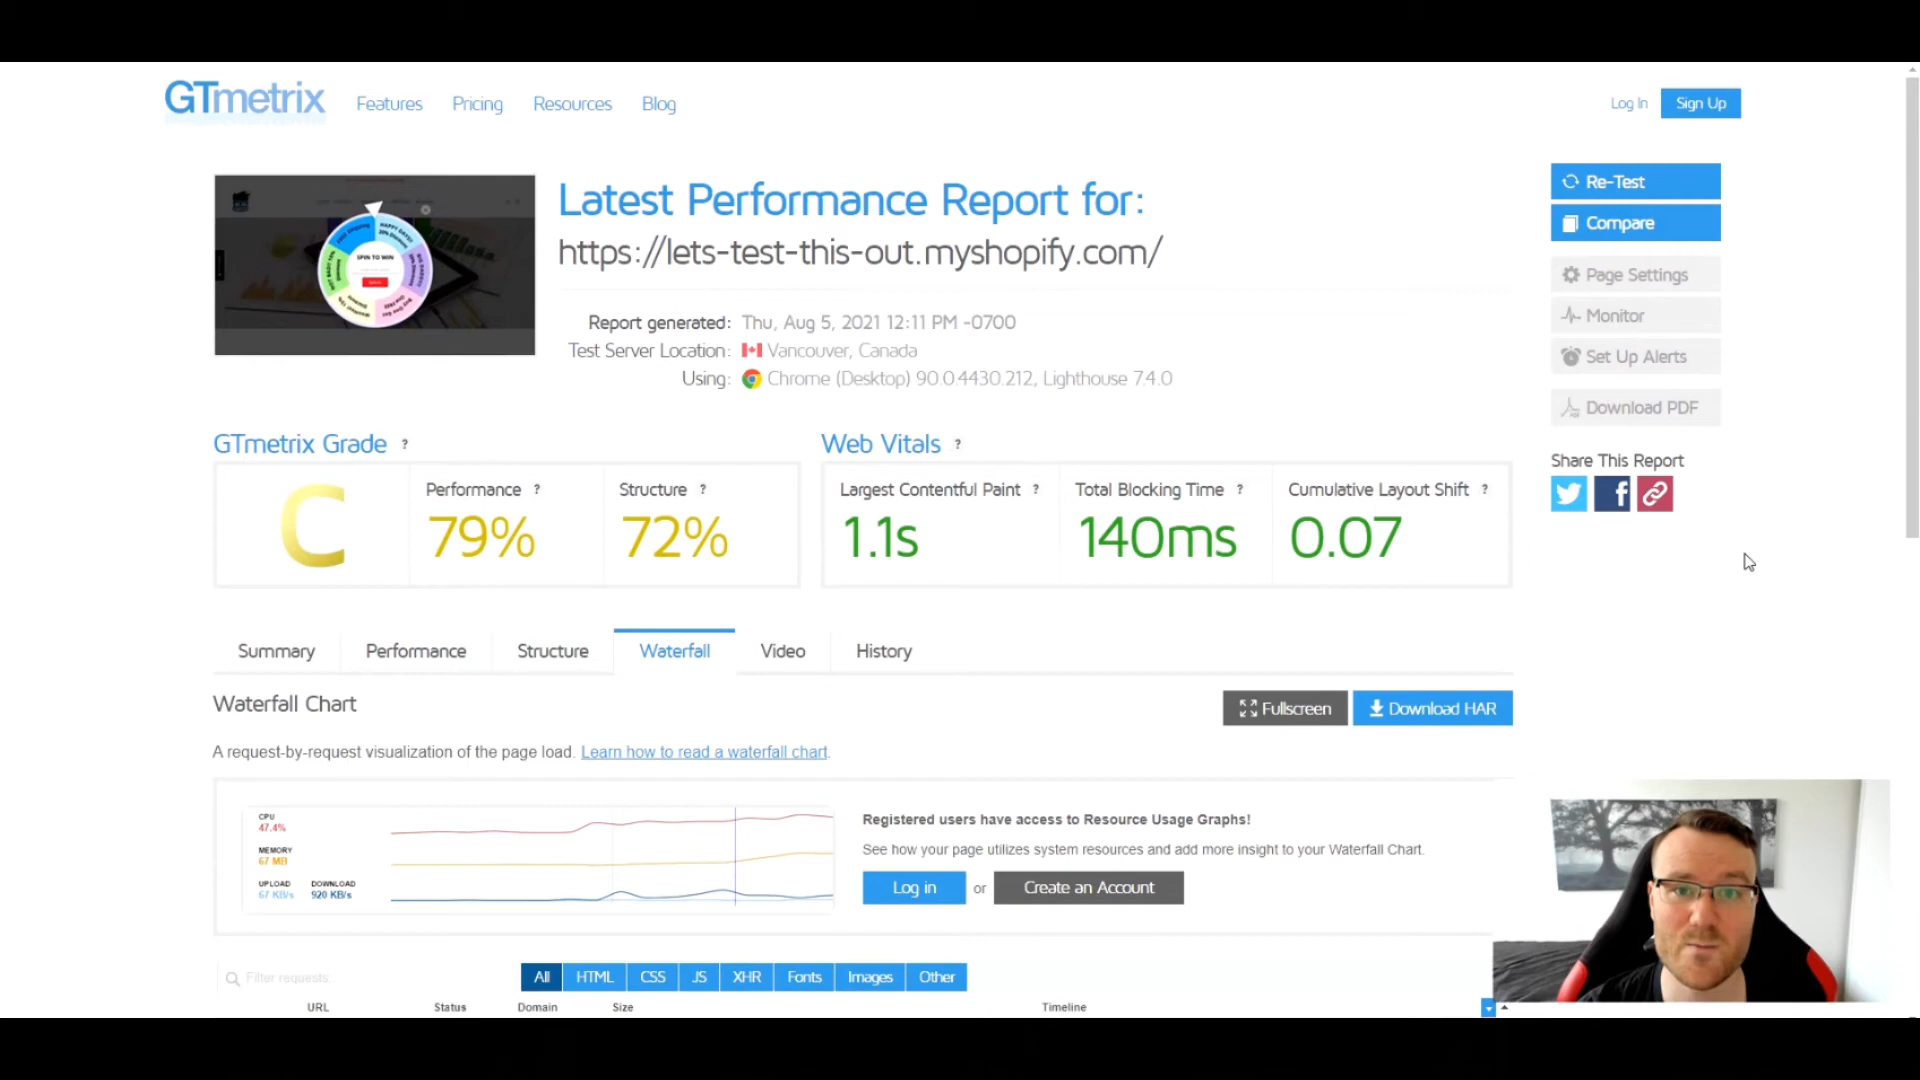 GTmetrix Features Pricing Resources Blog Log In Sign Up
Latest Performance Report for:
https://lets-test-this-out.myshopify.com/
Report generated: Thu, Aug 5, 2021 12:11 PM -0700
Test Server Location: Vancouver, Canada
Using: Chrome (Desktop) 90.0.4430.212, Lighthouse 7.4.0
SPIN TO WIN
Re-Test
Compare
Page Settings
Monitor
Set Up Alerts
Download PDF
Share This Report
GTmetrix Grade ? Web Vitals ?
Performance ? Structure ? Largest Contentful Paint ? Total Blocking Time ? Cumulative Layout Shift ?
C 79% 72% 1.1s 140ms 0.07
Summary Performance Structure Waterfall Video History
Waterfall Chart Fullscreen Download HAR
A request-by-request visualization of the page load. Learn how to read a waterfall chart.
CPU
47.4%
MEMORY
67 MB
UPLOAD DOWNLOAD
67 KB/s 920 KB/s
Registered users have access to Resource Usage Graphs!
See how your page utilizes system resources and add more insight to your Waterfall Chart.
Log in or Create an Account
Filter requests... All HTML CSS JS XHR Fonts Images Other
URL Status Domain Size Timeline